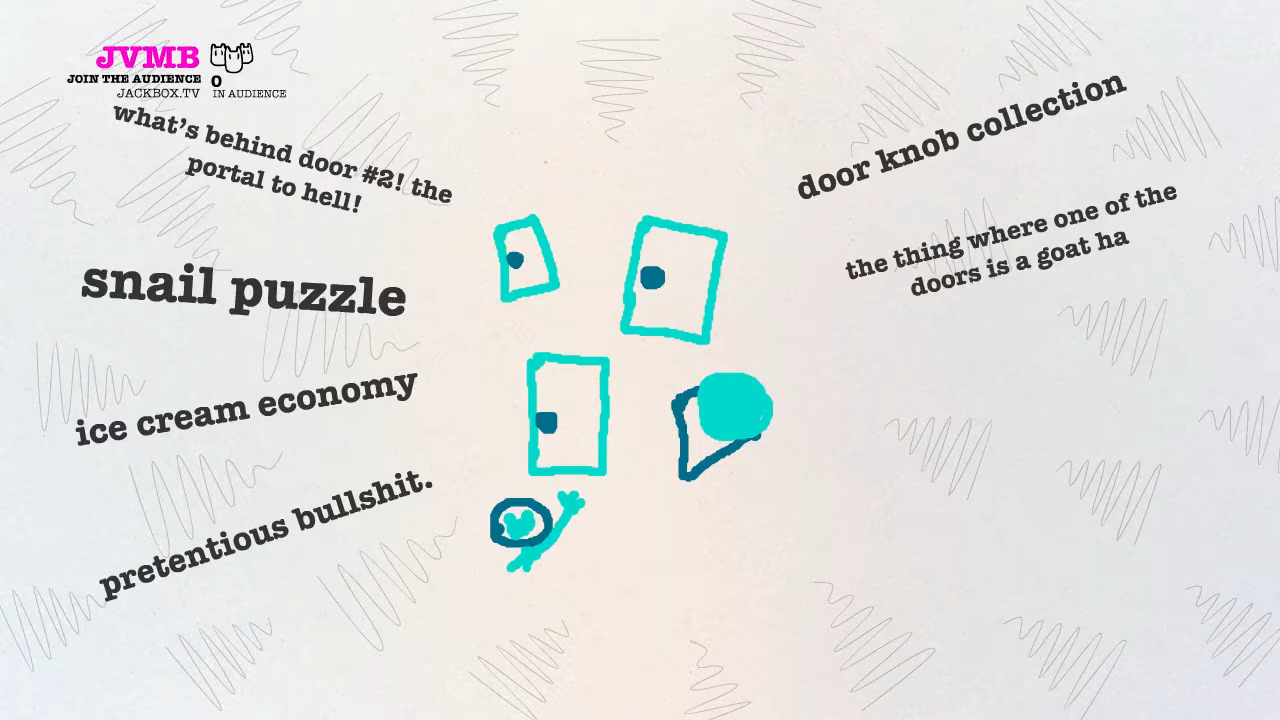 JVMB
JOIN THE AUDIENCE
JACKBOX.TV
0
IN AUDIENCE
what's behind door #2! the
portal to hell!
snail puzzle
ice cream economy
pretentious bullshit.
door knob collection
the thing where one of the
doors is a goat ha